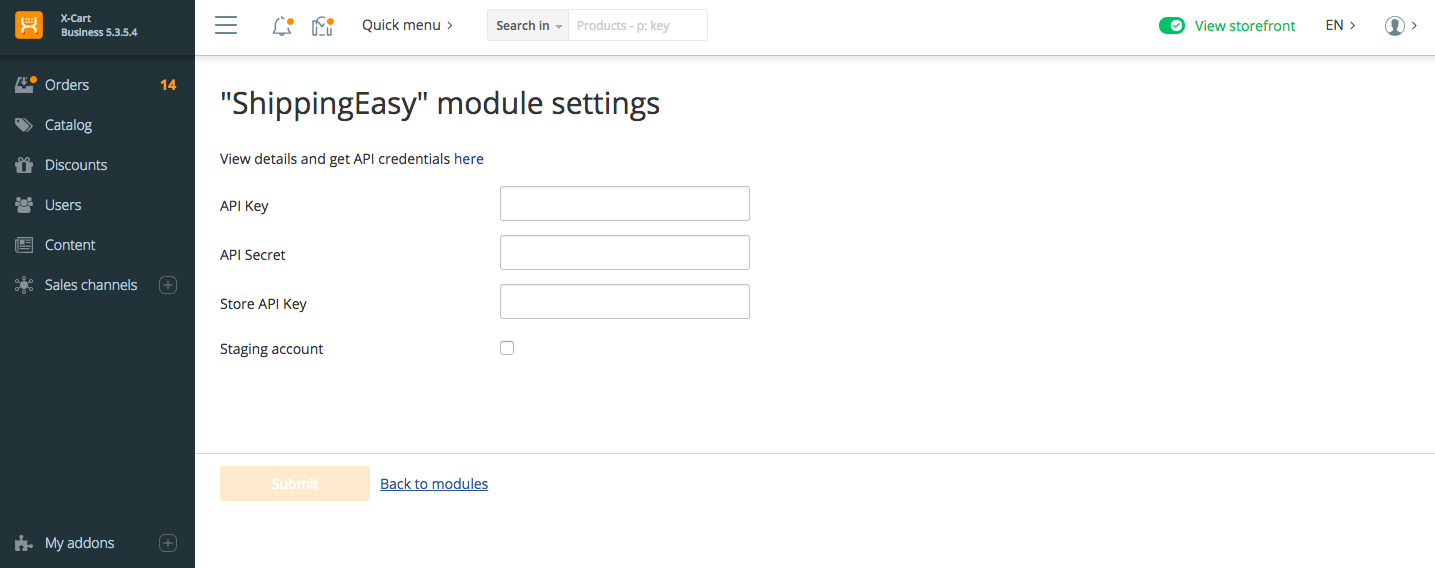 X-Cart
Business 5.3.5.4
Quick menu
Search in
Products - p: key
View storefront
EN
Orders 14
Catalog
Discounts
Users
Content
Sales channels
My addons
"ShippingEasy" module settings
View details and get API credentials here
API Key
API Secret
Store API Key
Staging account
Submit
Back to modules